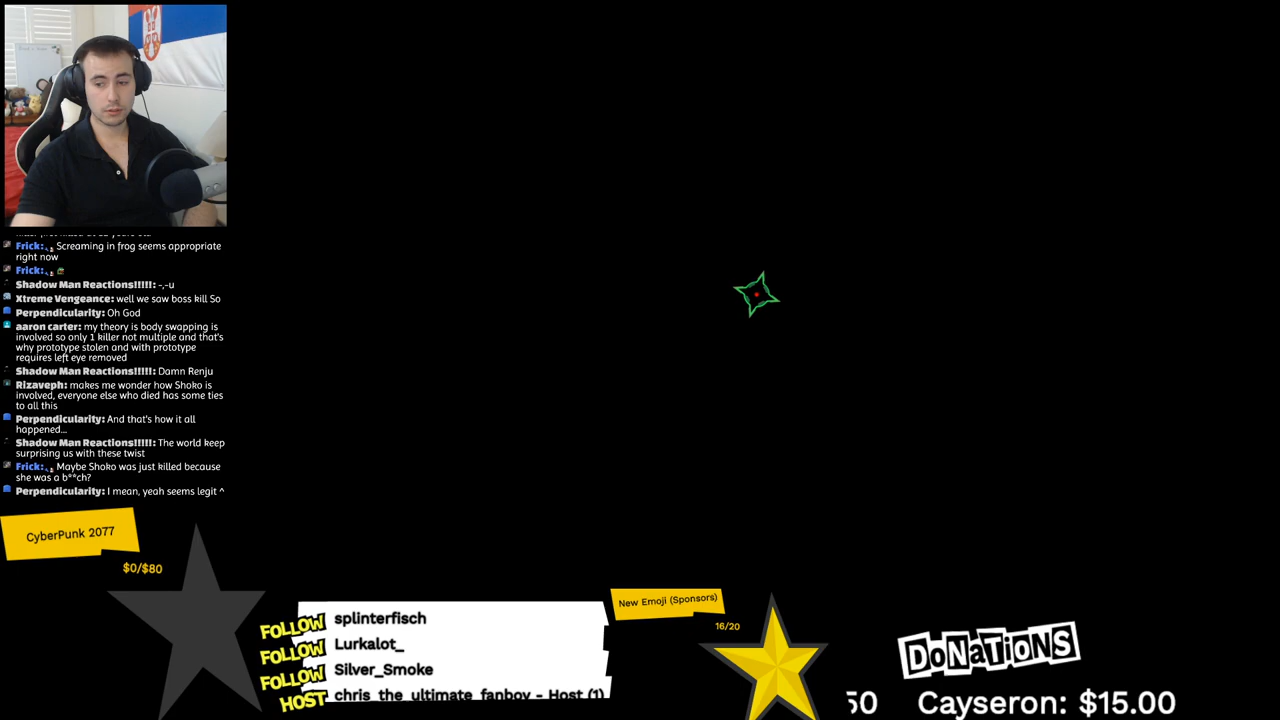 Frick: Screaming in frog seems appropriate
right now
Frick:
Shadow Man Reactions!!!!!: -,-u
Xtreme Vengeance: well we saw boss kill So
Perpendicularity: Oh God
aaron carter: my theory is body swapping is
involved so only 1 killer not multiple and that's
why prototype stolen and with prototype
requires left eye removed
Shadow Man Reactions!!!!!: Damn Renju
Rizaveph: makes me wonder how Shoko is
involved, everyone else who died has some ties
to all this
Perpendicularity: And that's how it all
happened...
Shadow Man Reactions!!!!!: The world keep
surprising us with these twist
Frick: Maybe Shoko was just killed because
she was a b**ch?
Perpendicularity: I mean, yeah seems legit ^
CyberPunk 2077
$0/$80
FOLLOW splinterfisch
FOLLOW Lurkalot_
FOLLOW Silver_Smoke
HOST chris_the_ultimate_fanboy - Host (1)
New Emoji (Sponsors)
16/20
DoNaTiONS
50 Cayseron: $15.00